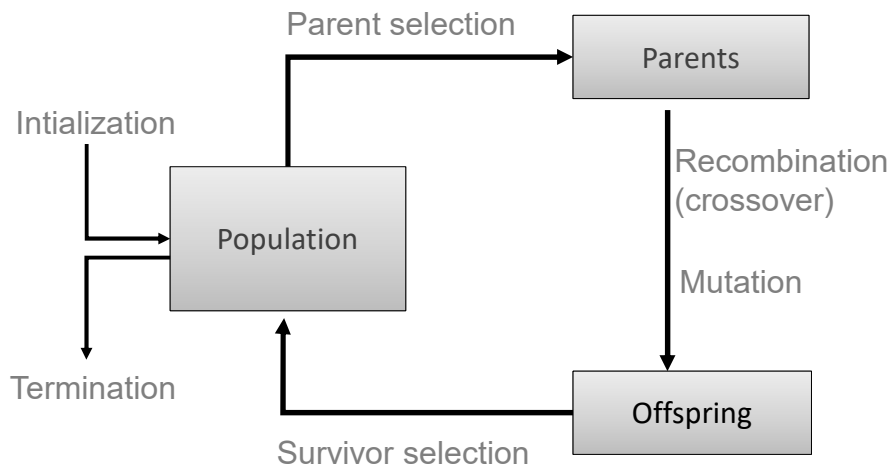 Parent selection
Parents
Intialization
Recombination
(crossover)
Population
Mutation
Termination
Offspring
Survivor selection